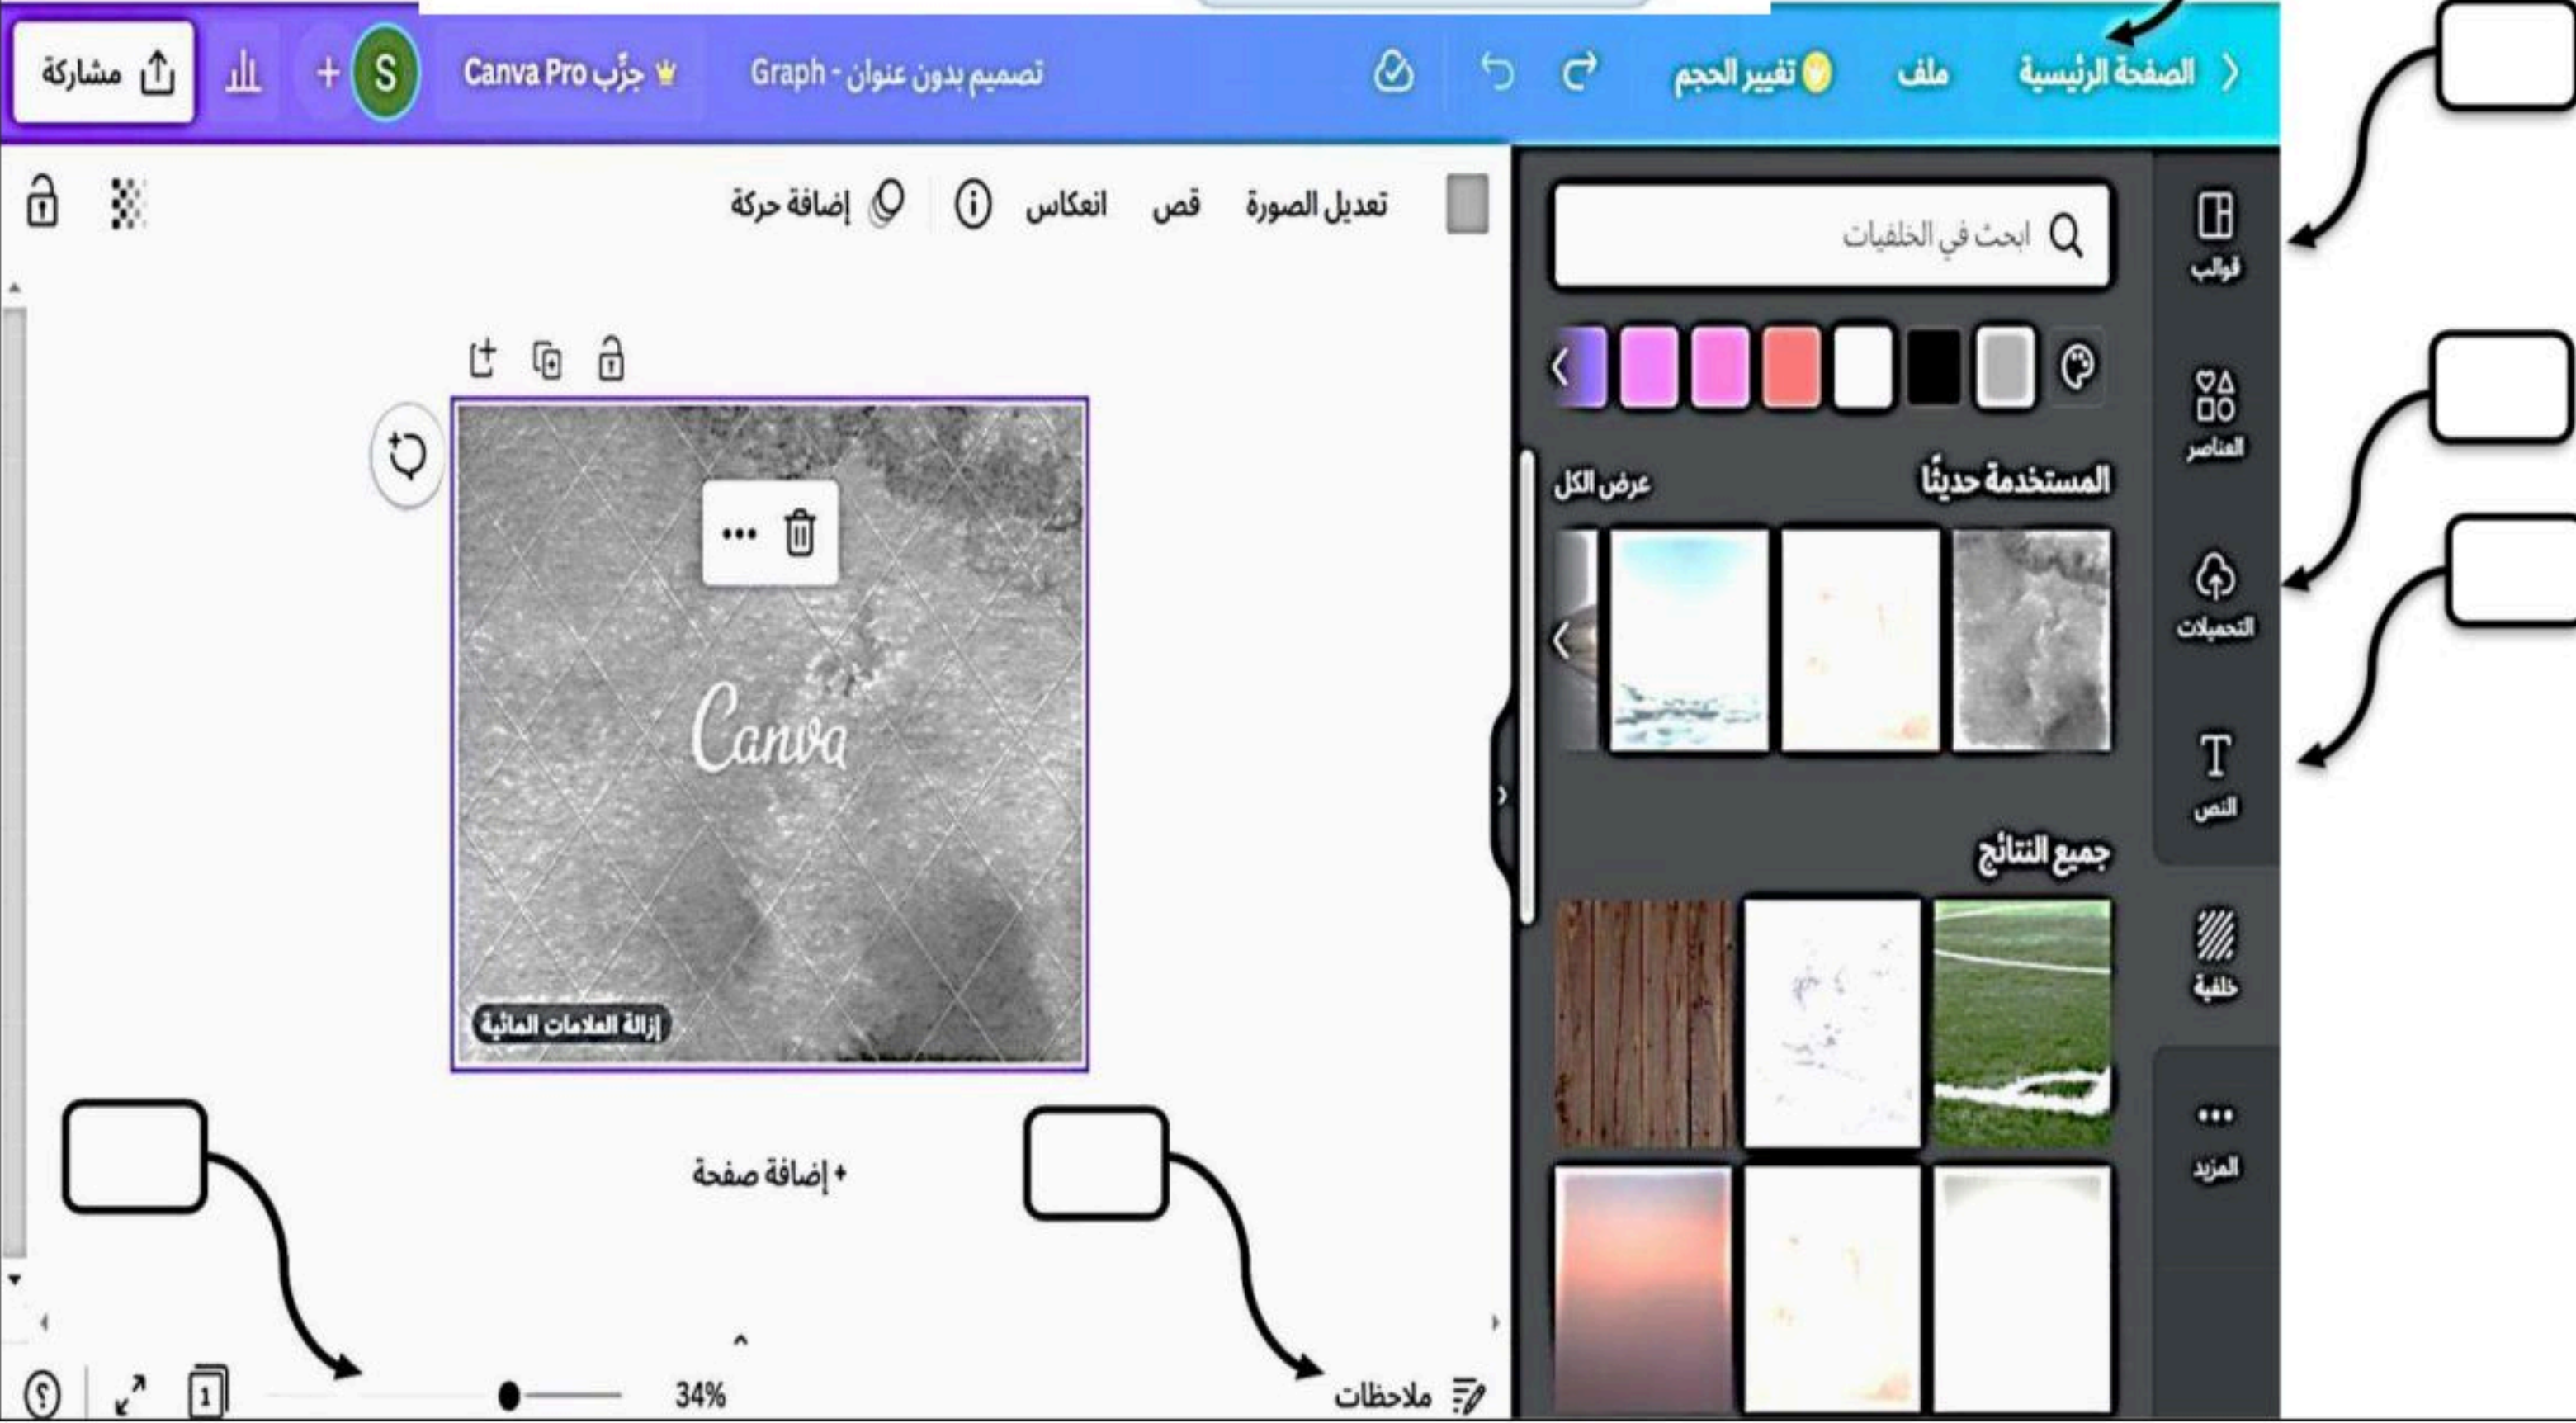 الصفحة الرئيسية
ملف
تغيير الحجم
تصميم بدون عنوان - Graph
جرِّب Canva Pro
S
+
مشاركة
قوالب
العناصر
التحميلات
النص
خلفية
المزيد
ابحث في الخلفيات
المستخدمة حديثًا
عرض الكل
جميع النتائج
تعديل الصورة
قص
انعكاس
إضافة حركة
Canva
إزالة العلامات المائية
+ إضافة صفحة
ملاحظات
34%
1
؟